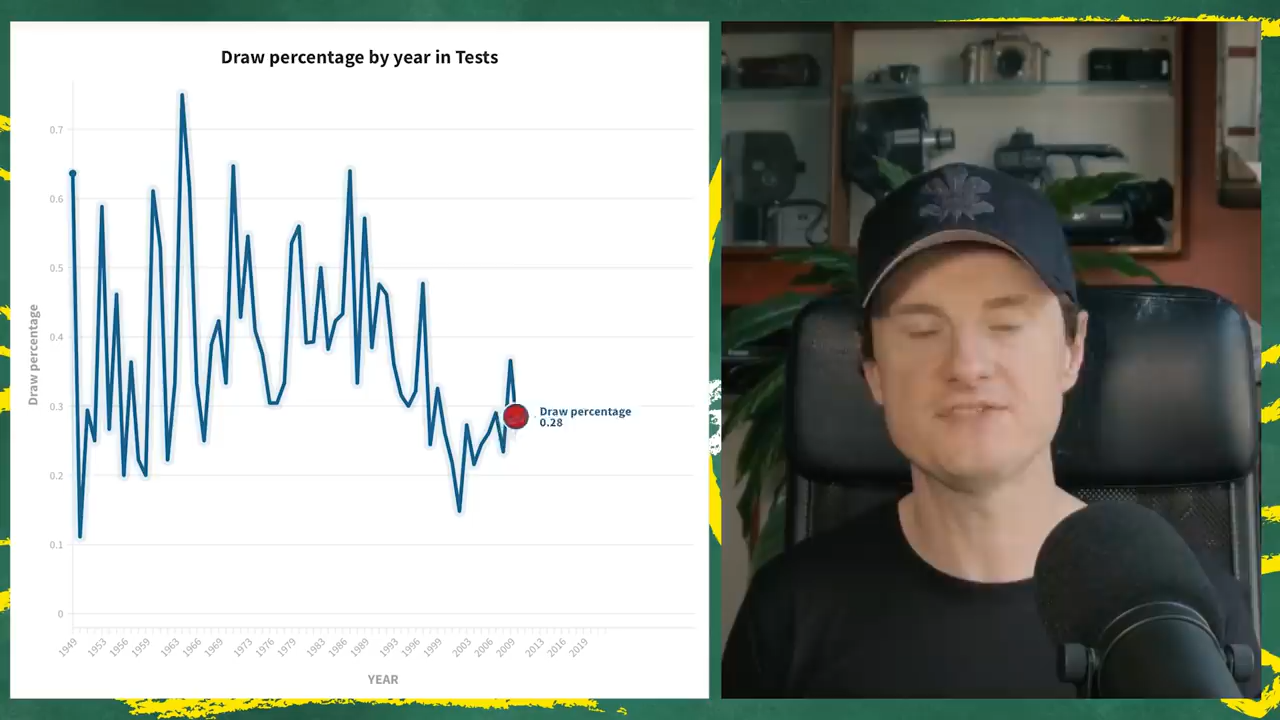 Draw percentage by year in Tests
0.7
0.6
0.5
0.4
0.3
0.2
0.1
0
Draw percentage
Draw percentage
0.28
1949 1953 1956 1959 1963 1966 1969 1973 1976 1979 1983 1986 1989 1993 1996 1999 2003 2006 2009 2013 2016 2019
YEAR